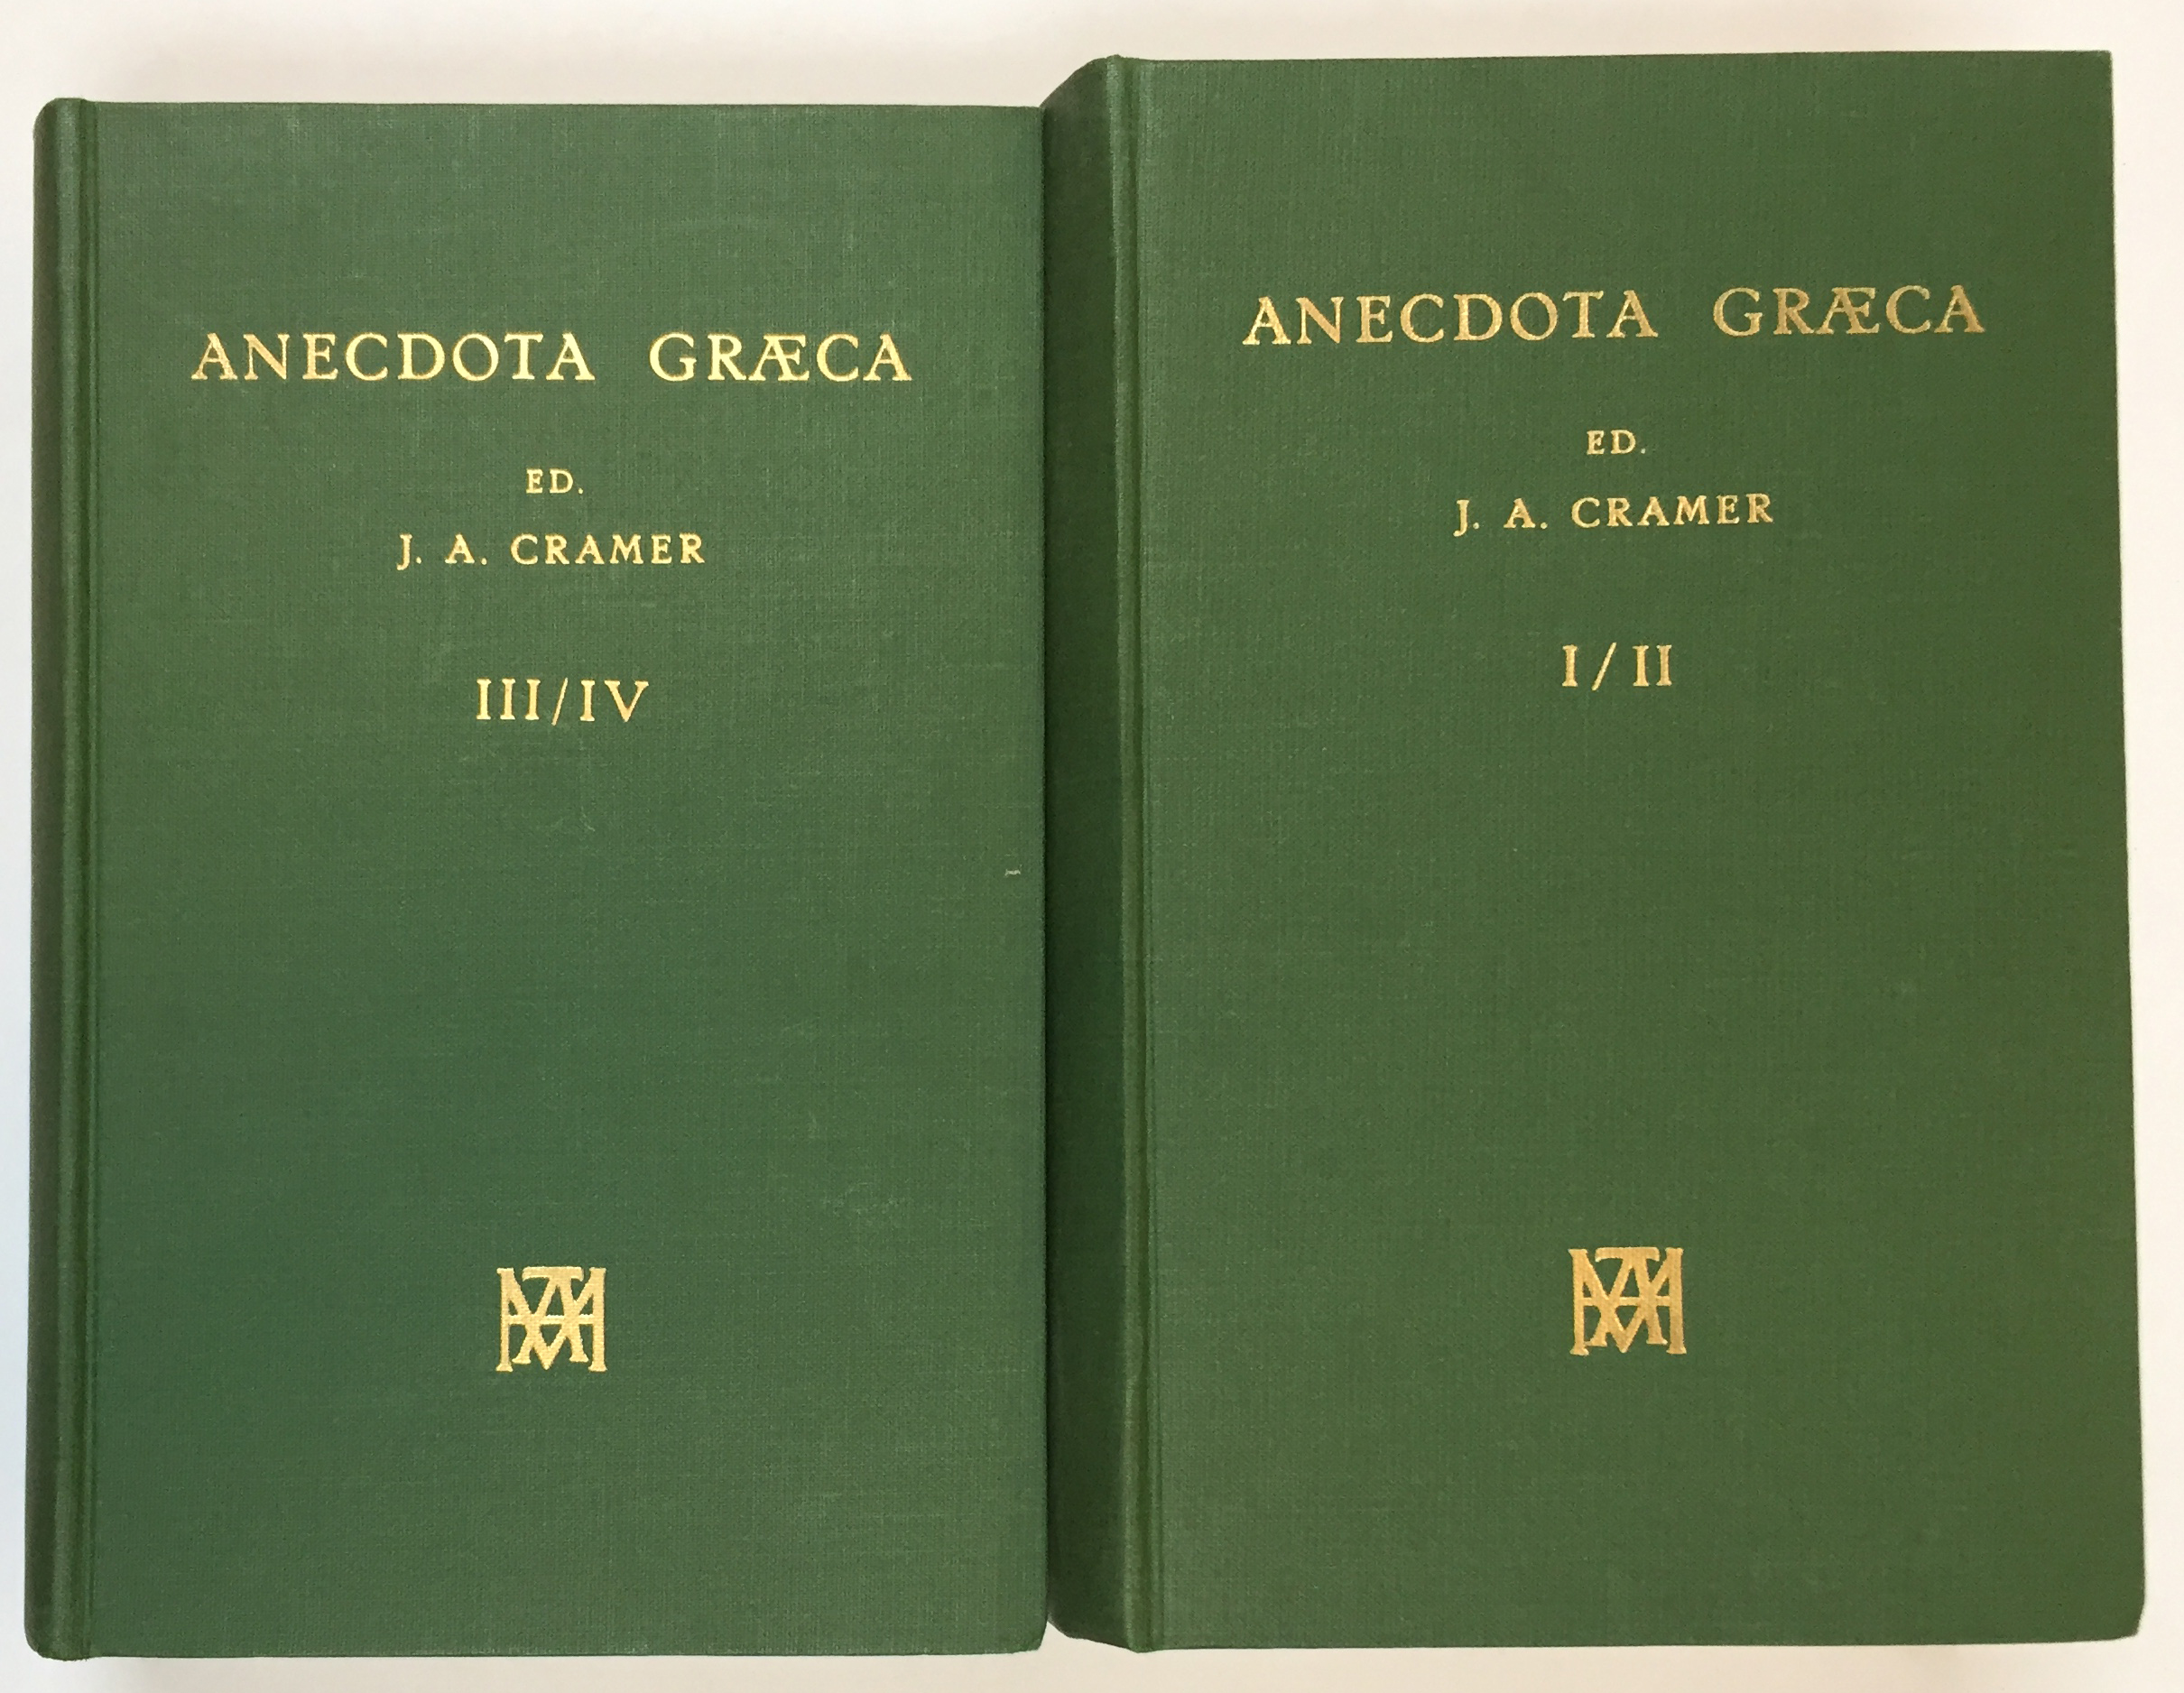 ANECDOTA GRÆCA
ED.
J. A. CRAMER
III/IV
ANECDOTA GRÆCA
ED.
J. A. CRAMER
I/II